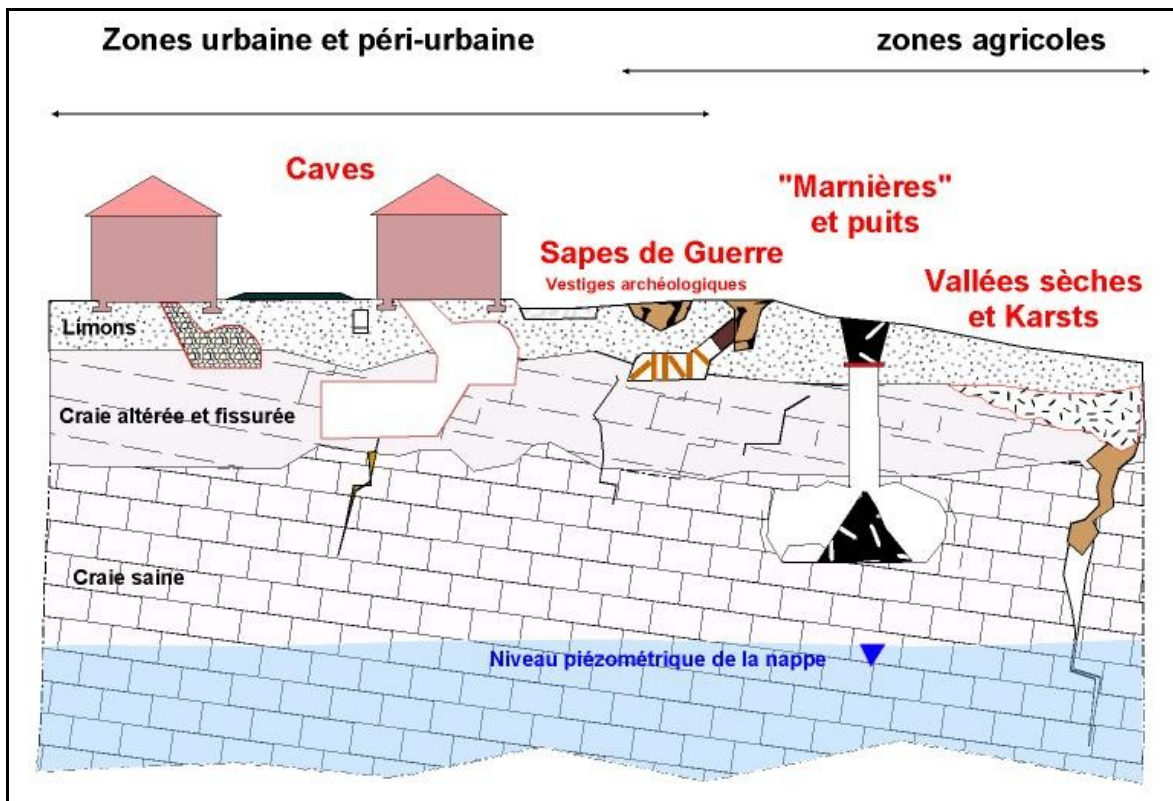 Zones urbaine et péri-urbaine
zones agricoles
Caves
"Marnières"
et puits
Sapes de Guerre
Vestiges archéologiques
Vallées sèches
et Karsts
Limons
Craie altérée et fissurée
Craie saine
Niveau piézométrique de la nappe